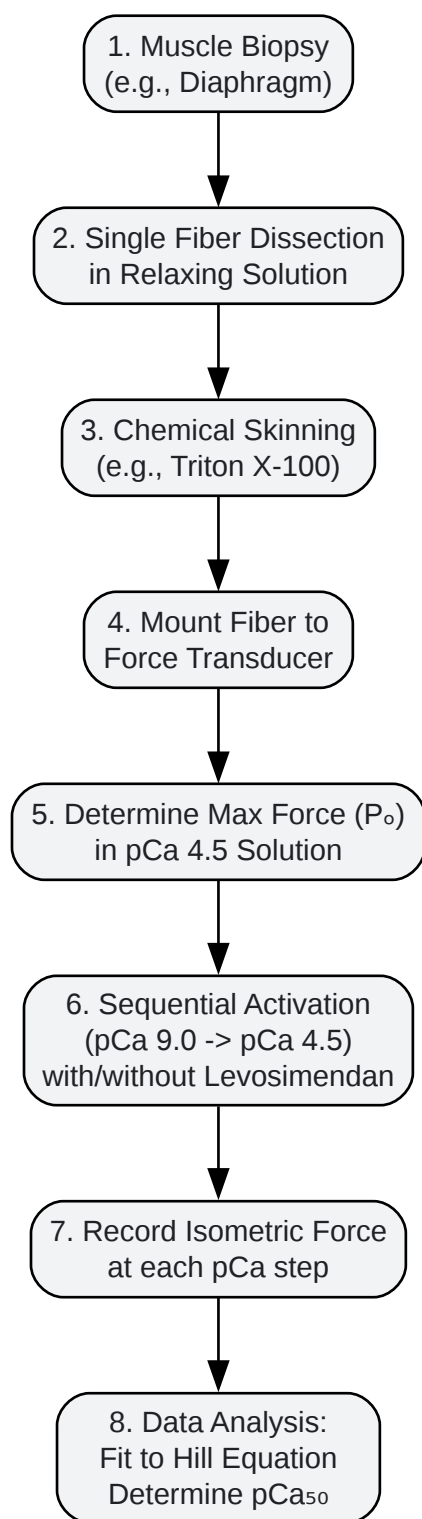 1. Muscle Biopsy
(e.g., Diaphragm)
2. Single Fiber Dissection
in Relaxing Solution
3. Chemical Skinning
(e.g., Triton X-100)
4. Mount Fiber to
Force Transducer
5. Determine Max Force (Pₒ)
in pCa 4.5 Solution
6. Sequential Activation
(pCa 9.0 -> pCa 4.5)
with/without Levosimendan
7. Record Isometric Force
at each pCa step
8. Data Analysis:
Fit to Hill Equation
Determine pCa₅₀